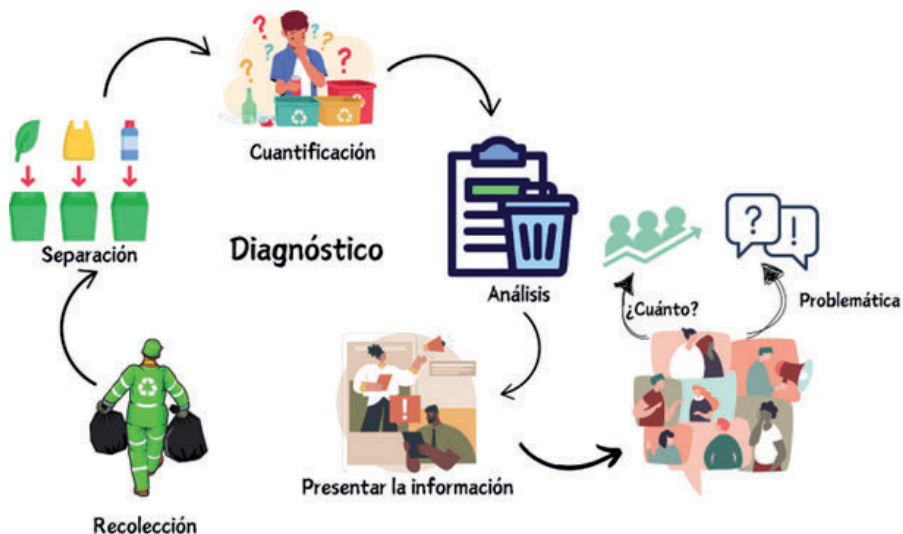 Cuantificación
Separación
Diagnóstico
Análisis
¿Cuánto?
Problemática
Presentar la información
Recolección